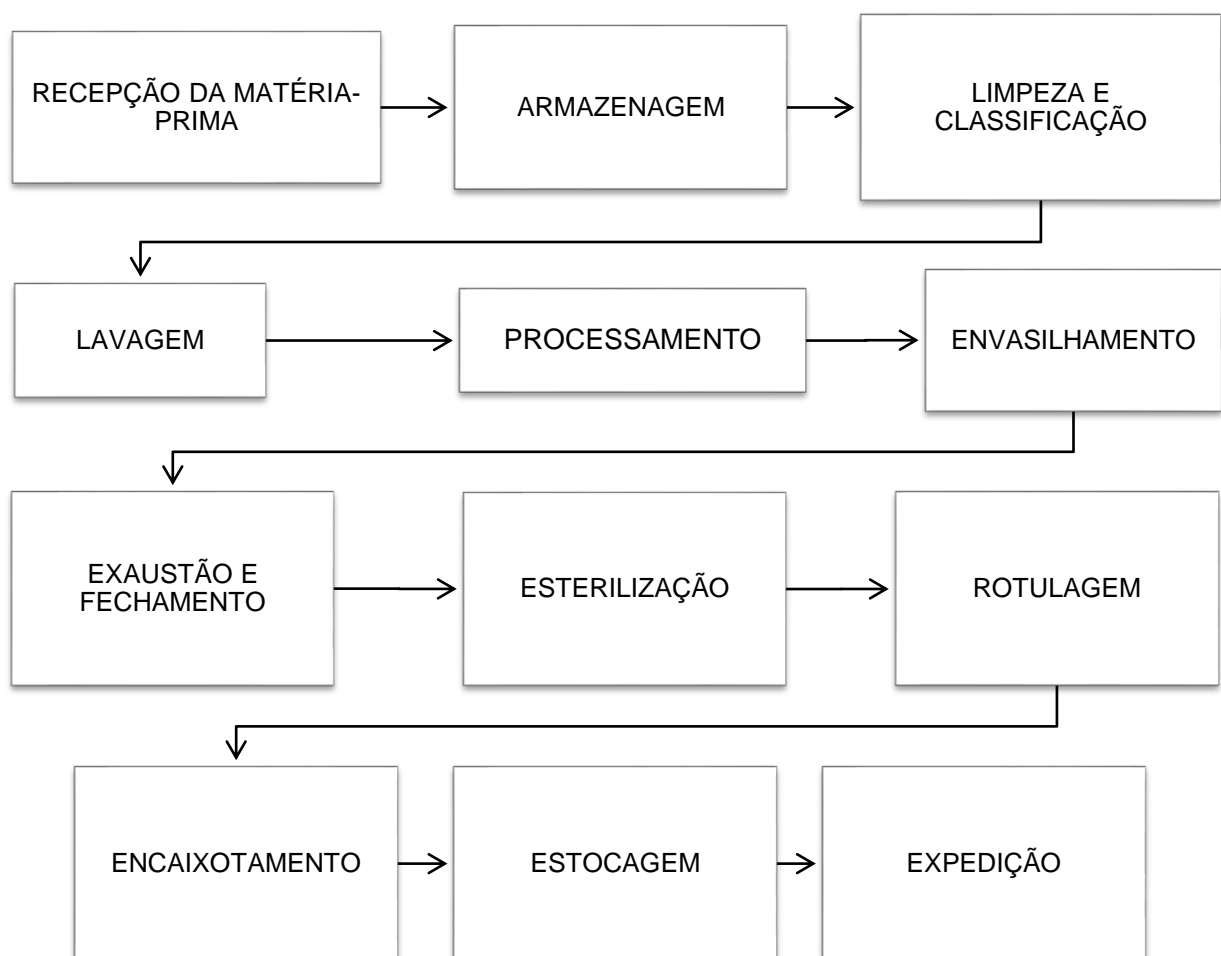 RECEPÇÃO DA MATÉRIA-
PRIMA
ARMAZENAGEM
LIMPEZA E
CLASSIFICAÇÃO
LAVAGEM
PROCESSAMENTO
ENVASILHAMENTO
EXAUSTÃO E
FECHAMENTO
ESTERILIZAÇÃO
ROTULAGEM
ENCAIXOTAMENTO
ESTOCAGEM
EXPEDIÇÃO